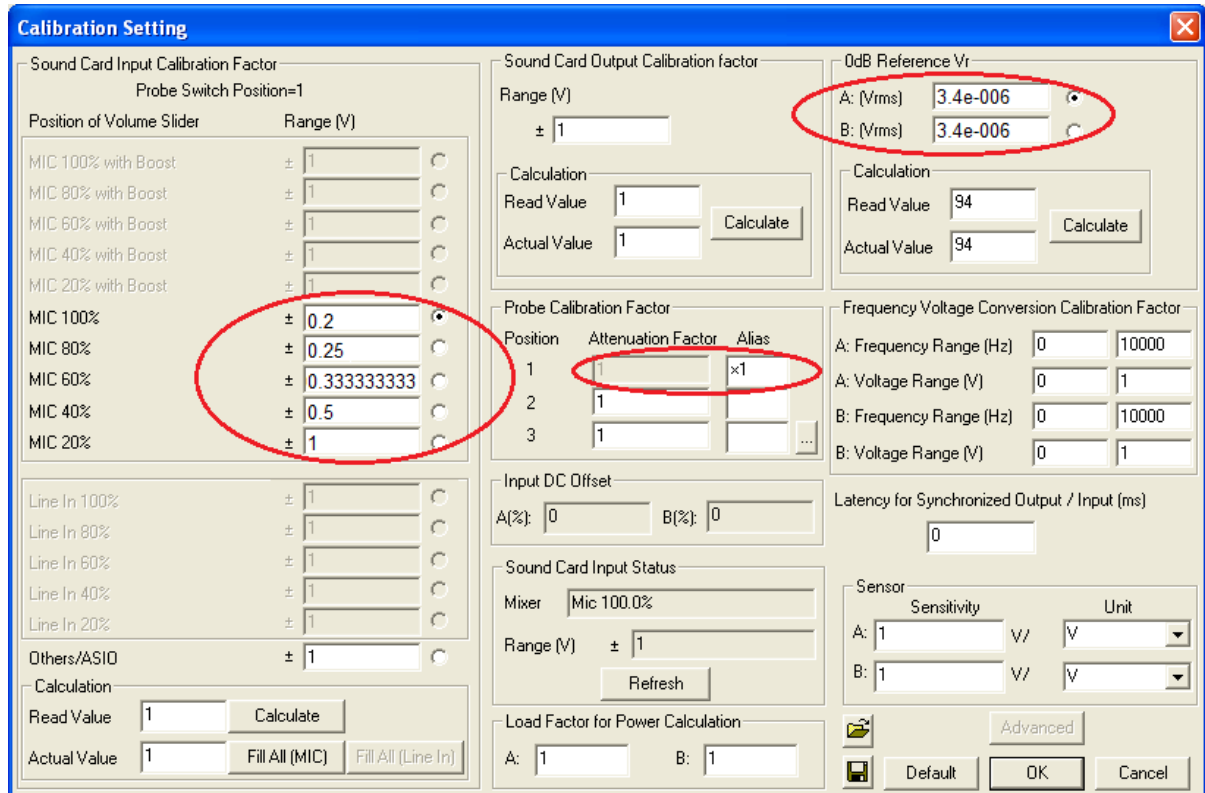 Calibration Setting
Sound Card Input Calibration Factor
Probe Switch Position=1
Position of Volume Slider Range (V)
MIC 100% with Boost ± 1
MIC 80% with Boost ± 1
MIC 60% with Boost ± 1
MIC 40% with Boost ± 1
MIC 20% with Boost ± 1
MIC 100% ± 0.2
MIC 80% ± 0.25
MIC 60% ± 0.333333333
MIC 40% ± 0.5
MIC 20% ± 1
Line In 100% ± 1
Line In 80% ± 1
Line In 60% ± 1
Line In 40% ± 1
Line In 20% ± 1
Others/ASIO ± 1
Calculation
Read Value 1 Calculate
Actual Value 1 Fill All (MIC) Fill All (Line In)
Sound Card Output Calibration factor
Range (V)
± 1
Calculation
Read Value 1
Calculate
Actual Value 1
Probe Calibration Factor
Position Attenuation Factor Alias
1 1 ×1
2 1
3 1 ...
Input DC Offset
A(%): 0 B(%): 0
Sound Card Input Status
Mixer Mic 100.0%
Range (V) ± 1
Refresh
Load Factor for Power Calculation
A: 1 B: 1
0dB Reference Vr
A: (Vrms) 3.4e-006
B: (Vrms) 3.4e-006
Calculation
Read Value 94
Calculate
Actual Value 94
Frequency Voltage Conversion Calibration Factor
A: Frequency Range (Hz) 0 10000
A: Voltage Range (V) 0 1
B: Frequency Range (Hz) 0 10000
B: Voltage Range (V) 0 1
Latency for Synchronized Output / Input (ms)
0
Sensor
Sensitivity Unit
A: 1 V/ V
B: 1 V/ V
Advanced
Default OK Cancel